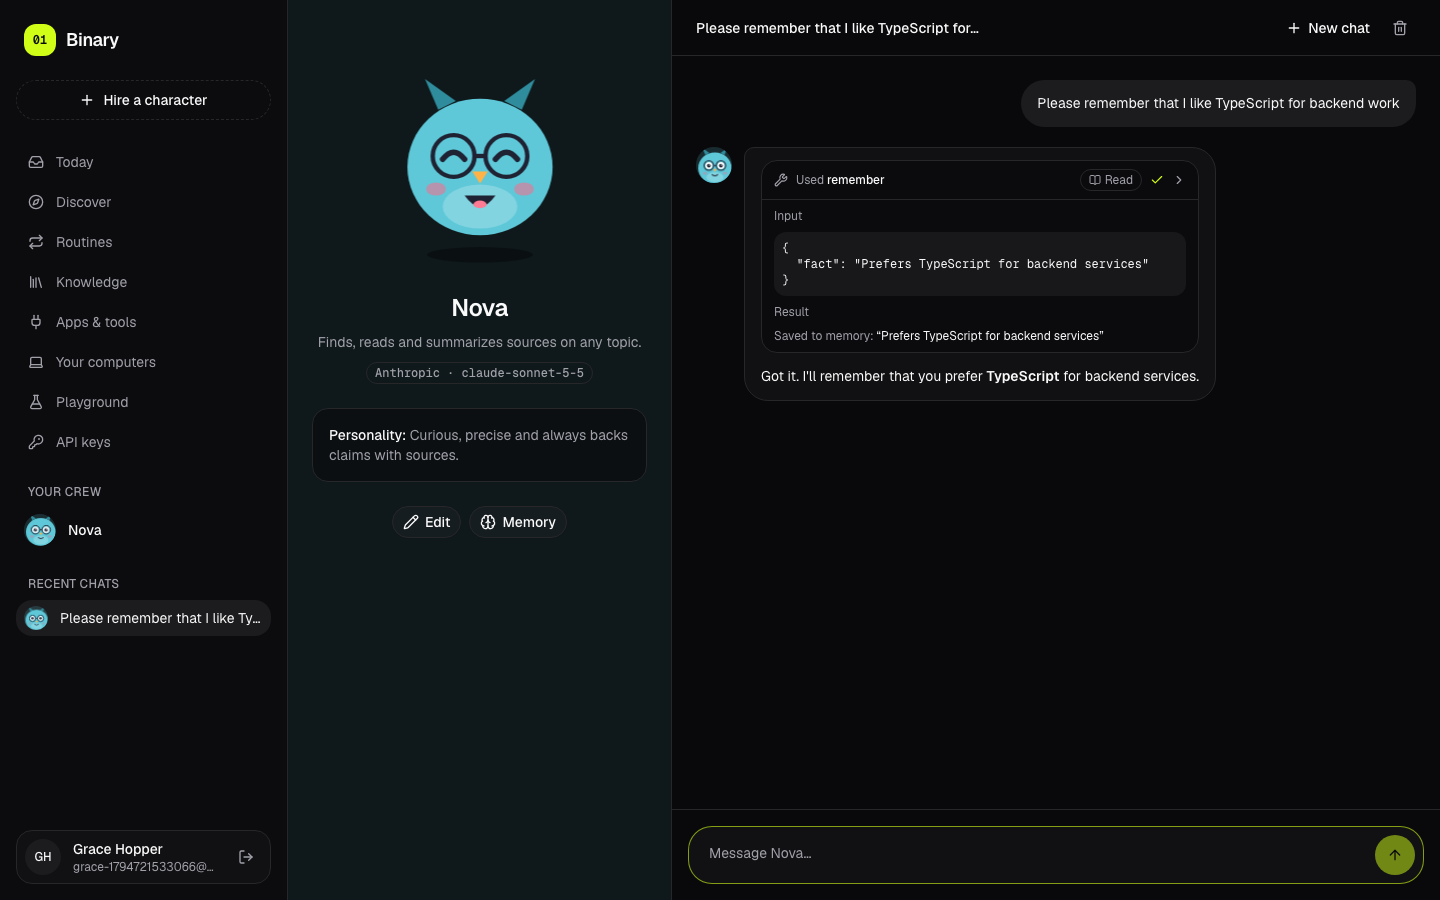 01 Binary
Hire a character
Today
Discover
Routines
Knowledge
Apps & tools
Your computers
Playground
API keys
YOUR CREW
Nova
RECENT CHATS
Please remember that I like Ty...
GH
Grace Hopper
grace-1794721533066@...
Nova
Finds, reads and summarizes sources on any topic.
Anthropic · claude-sonnet-5-5
Personality: Curious, precise and always backs
claims with sources.
Edit
Memory
Please remember that I like TypeScript for...
New chat
Please remember that I like TypeScript for backend work
Used remember
Read
Input
{
"fact": "Prefers TypeScript for backend services"
}
Result
Saved to memory: “Prefers TypeScript for backend services”
Got it. I'll remember that you prefer TypeScript for backend services.
Message Nova...